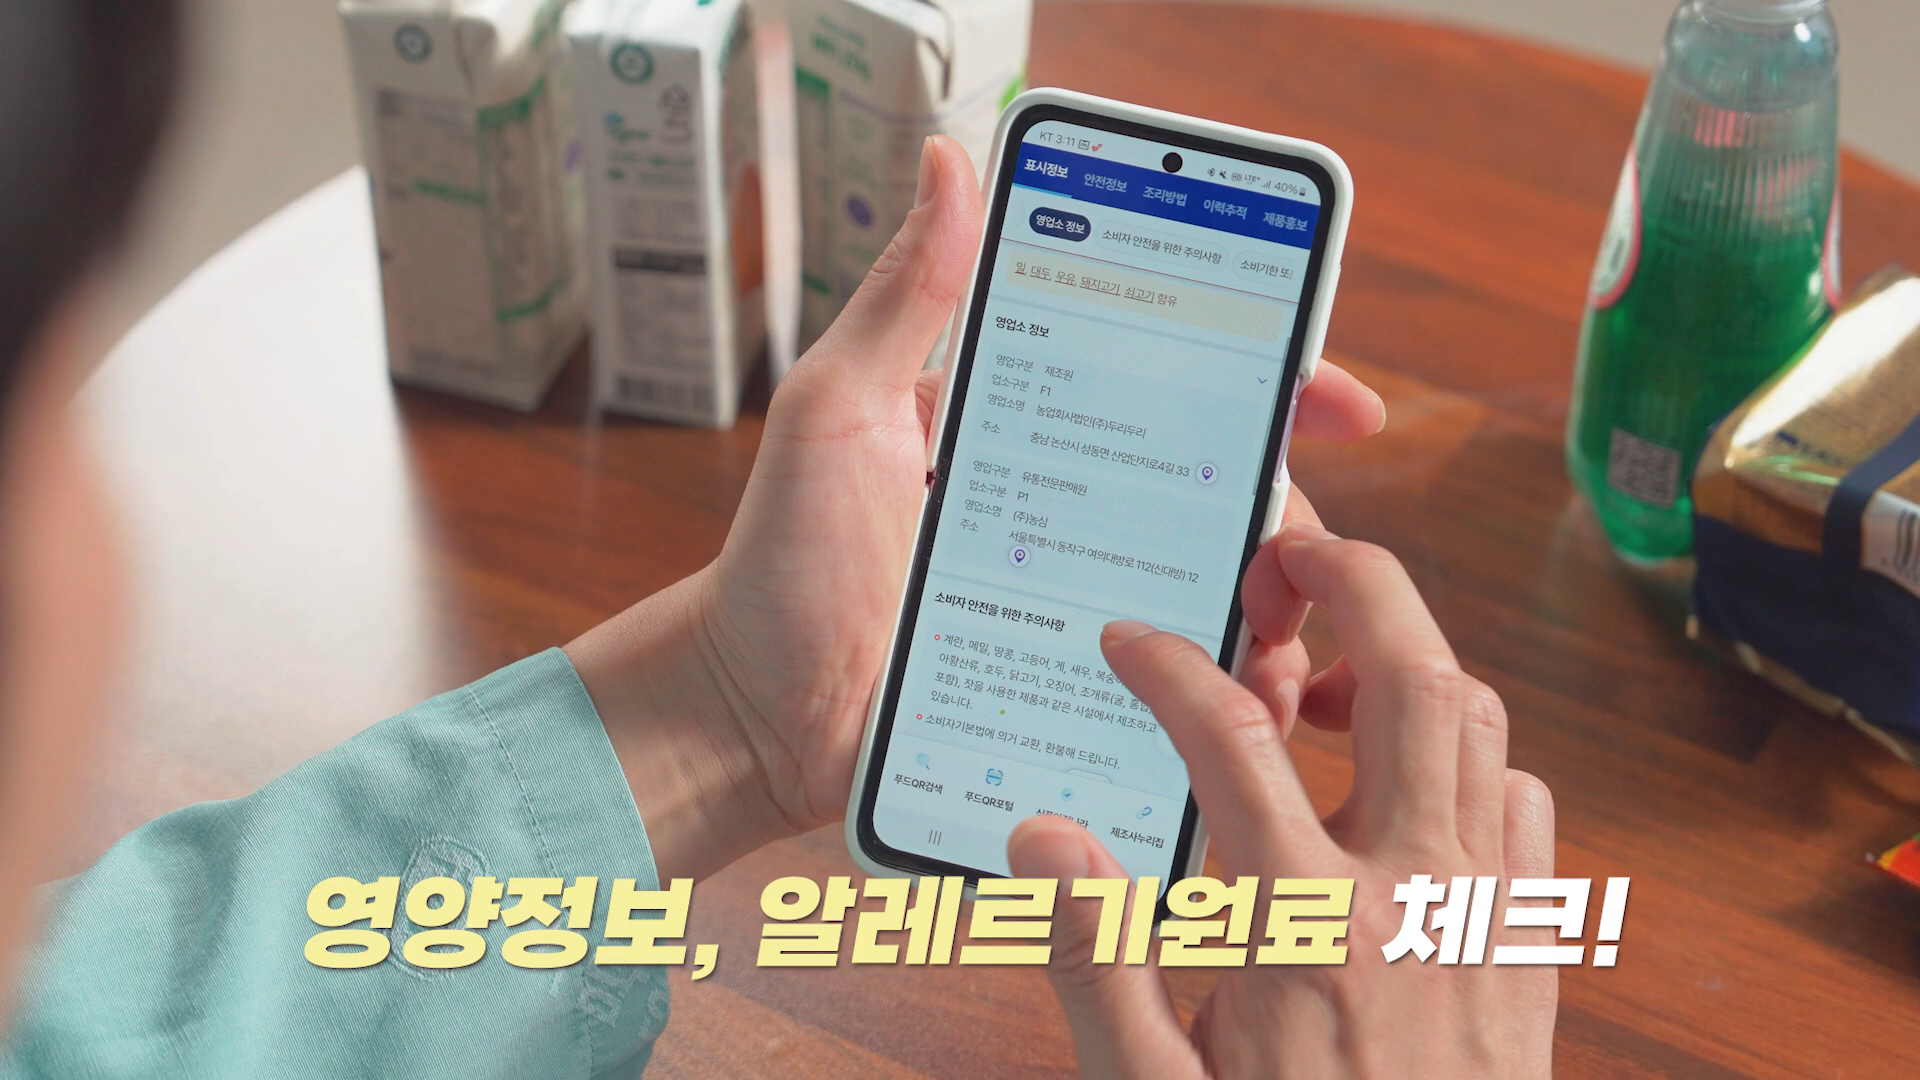 KT 3:11
LTE+ 40%
표시정보 안전정보 조리방법 이력추적 제품홍보
영업소 정보 소비자 안전을 위한 주의사항 소비기한 또
밀, 대두, 우유, 돼지고기, 쇠고기 함유
영업소 정보
영업구분 제조원
업소구분 F1
영업소명 농업회사법인(주)두리두리
주소 충남 논산시 성동면 산업단지로4길 33
영업구분 유통전문판매원
업소구분 P1
영업소명 (주)농심
주소 서울특별시 동작구 여의대방로 112(신대방) 12
소비자 안전을 위한 주의사항
계란, 메밀, 땅콩, 고등어, 게, 새우,
아황산류, 호두, 닭고기, 오징어, 조개류(굴,
포함), 잣을 사용한 제품과 같은 시설에서 제조하고
있습니다.
소비자기본법에 의거 교환, 환불해 드립니다.
푸드QR검색 푸드QR포털 제조사누리집
영양정보, 알레르기원료 체크!